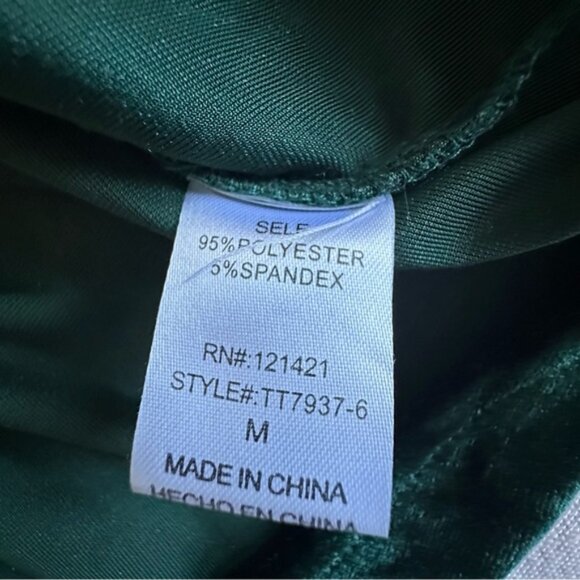 SELF
95%POLYESTER
5%SPANDEX
RN#:121421
STYLE#:TT7937-6
M
MADE IN CHINA
HECHO EN CHINA